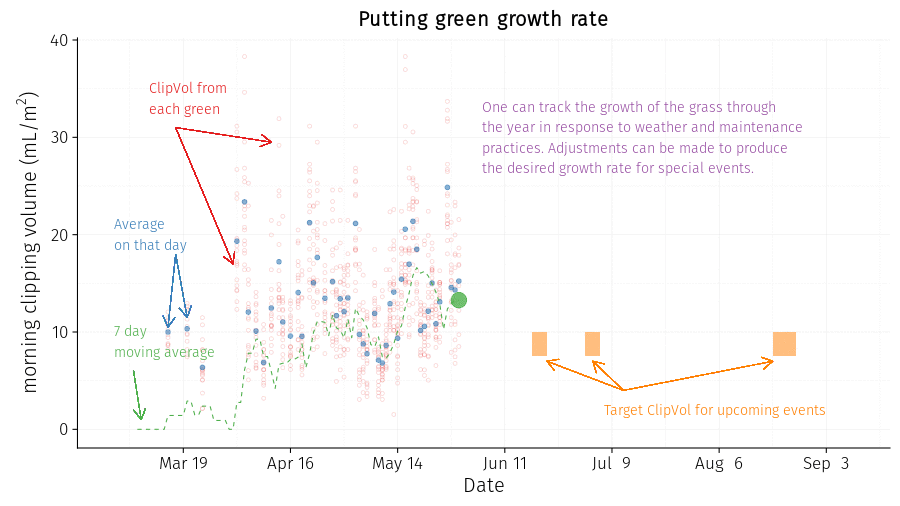 Putting green growth rate
morning clipping volume (mL/m²)
40
30
20
10
0
ClipVol from
each green
Average
on that day
7 day
moving average
One can track the growth of the grass through
the year in response to weather and maintenance
practices. Adjustments can be made to produce
the desired growth rate for special events.
Target ClipVol for upcoming events
Mar 19 Apr 16 May 14 Jun 11 Jul 9 Aug 6 Sep 3
Date